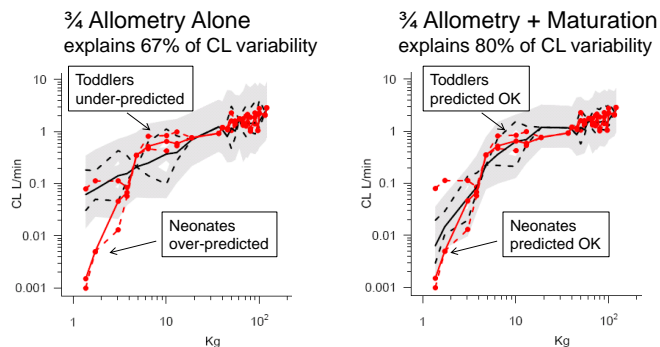 ¾ Allometry Alone
explains 67% of CL variability
CL L/min
10
1
0.1
0.01
0.001
Toddlers
under-predicted
Neonates
over-predicted
1
10
10²
Kg
¾ Allometry + Maturation
explains 80% of CL variability
CL L/min
10
1
0.1
0.01
0.001
Toddlers
predicted OK
Neonates
predicted OK
1
10
10²
Kg